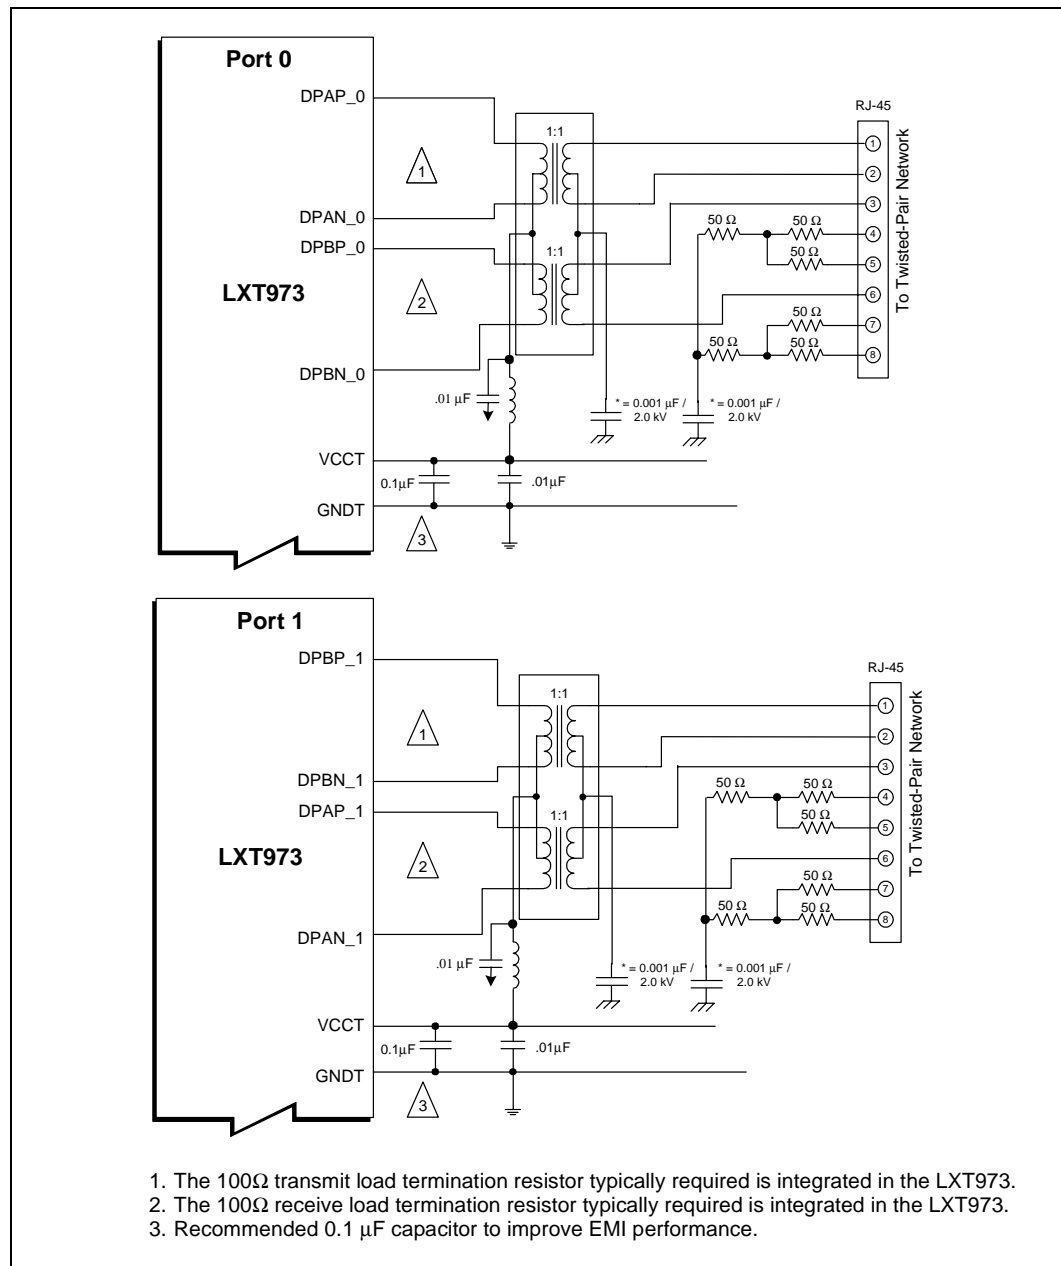 Port 0
DPAP_0
RJ-45
1:1
1
1
2
DPAN_0
3
50 Ω
50 Ω
4
DPBP_0
1:1
50 Ω
5
To Twisted-Pair Network
LXT973
2
6
50 Ω
7
50 Ω
50 Ω
8
DPBN_0
.01 µF
* = 0.001 µF /
2.0 kV
* = 0.001 µF /
2.0 kV
VCCT
0.1µF
.01µF
GNDT
3
Port 1
DPBP_1
RJ-45
1:1
1
1
2
DPBN_1
3
50 Ω
50 Ω
4
DPAP_1
1:1
50 Ω
5
To Twisted-Pair Network
LXT973
2
6
50 Ω
7
50 Ω
50 Ω
8
DPAN_1
.01 µF
* = 0.001 µF /
2.0 kV
* = 0.001 µF /
2.0 kV
VCCT
0.1µF
.01µF
GNDT
3
1. The 100Ω transmit load termination resistor typically required is integrated in the LXT973.
2. The 100Ω receive load termination resistor typically required is integrated in the LXT973.
3. Recommended 0.1 µF capacitor to improve EMI performance.